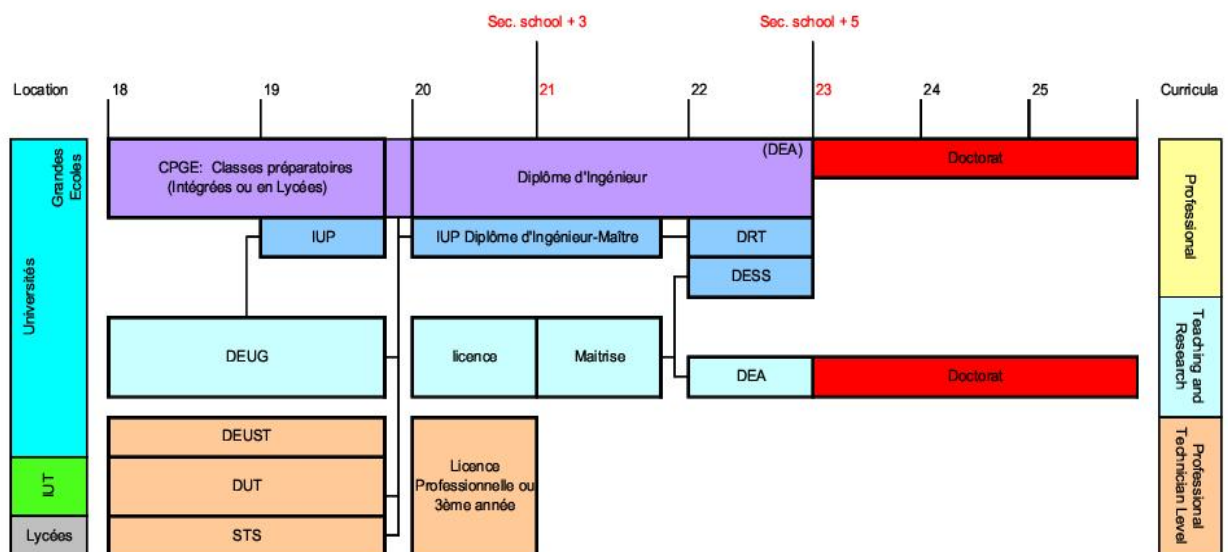 Sec. school + 3
Sec. school + 5
Location
18
19
20
21
22
23
24
25
Curricula
Grandes
Ecoles
CPGE: Classes préparatoires
(Intégrées ou en Lycées)
Diplôme d'Ingénieur
(DEA)
Doctorat
Professional
IUP
IUP Diplôme d'Ingénieur-Maître
DRT
DESS
Universités
DEUG
licence
Maitrise
DEA
Doctorat
Teaching and
Research
DEUST
Licence
Professionnelle ou
3ème année
Professional
Technician Level
IUT
DUT
Lycées
STS